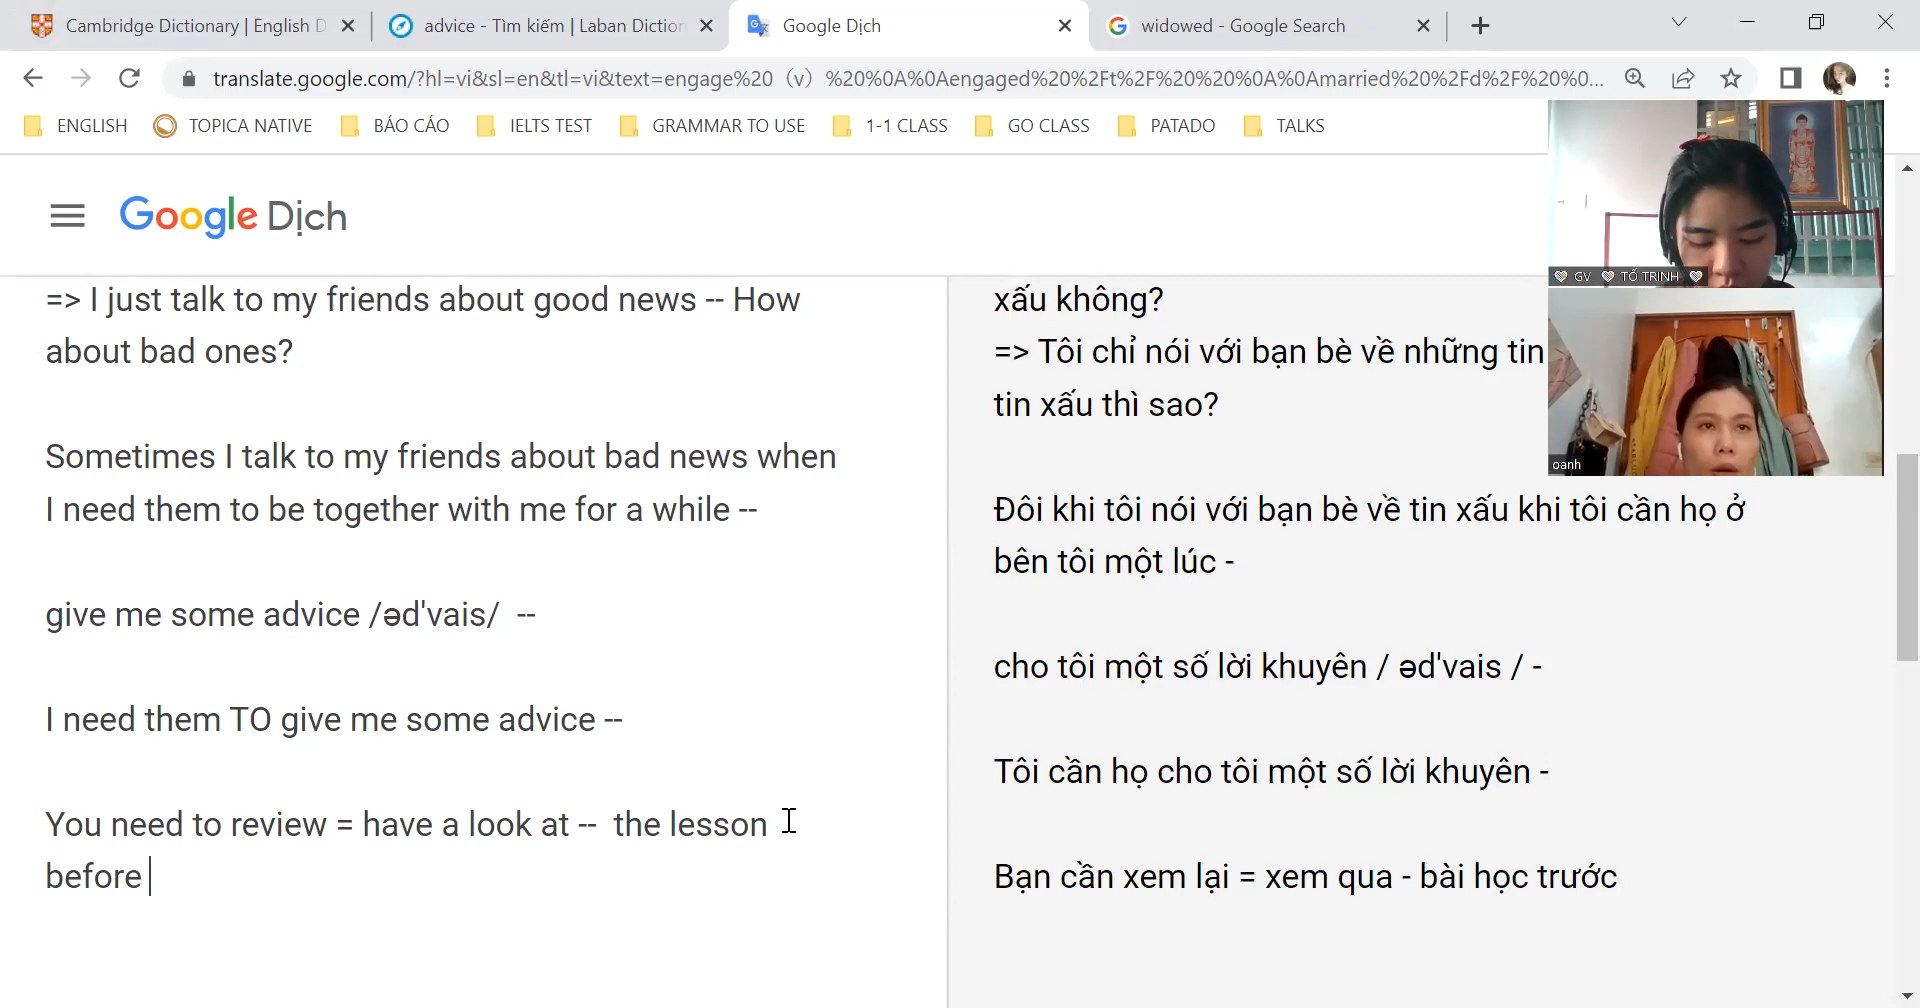 Cambridge Dictionary | English D
advice - Tìm kiếm | Laban Diction
Google Dịch
widowed - Google Search
translate.google.com/?hl=vi&sl=en&tl=vi&text=engage%20 (v) %20%0A%0Aengaged%20%2Ft%2F%20%20%0A%0Amarried%20%2Fd%2F%20%0...
ENGLISH
TOPICA NATIVE
BÁO CÁO
IELTS TEST
GRAMMAR TO USE
1-1 CLASS
GO CLASS
PATADO
TALKS
Google Dịch
=> I just talk to my friends about good news -- How
about bad ones?
Sometimes I talk to my friends about bad news when
I need them to be together with me for a while --
give me some advice /əd'vais/ --
I need them TO give me some advice --
You need to review = have a look at -- the lesson
before
xấu không?
=> Tôi chỉ nói với bạn bè về những tin
tin xấu thì sao?
Đôi khi tôi nói với bạn bè về tin xấu khi tôi cần họ ở
bên tôi một lúc -
cho tôi một số lời khuyên / əd'vais / -
Tôi cần họ cho tôi một số lời khuyên -
Bạn cần xem lại = xem qua - bài học trước
GV TỐ TRINH
oanh